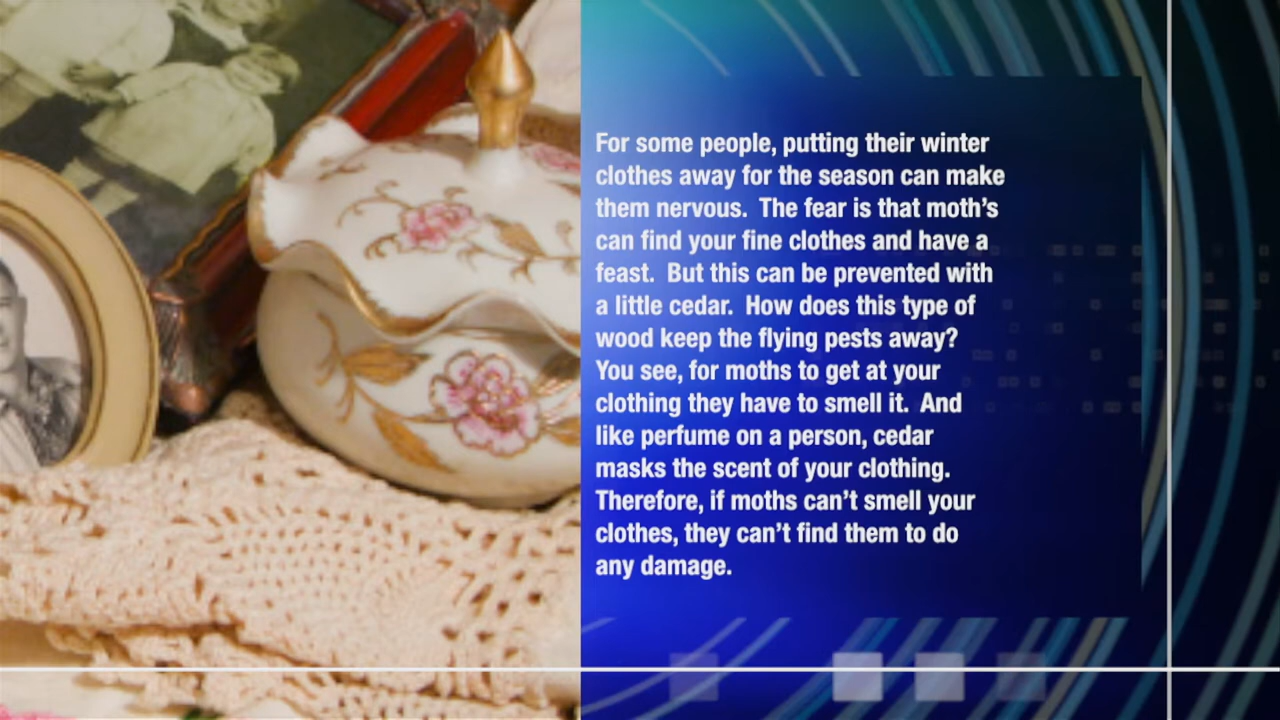 For some people, putting their winter
clothes away for the season can make
them nervous.  The fear is that moth’s
can find your fine clothes and have a
feast.  But this can be prevented with
a little cedar.  How does this type of
wood keep the flying pests away?
You see, for moths to get at your
clothing they have to smell it.  And
like perfume on a person, cedar
masks the scent of your clothing.
Therefore, if moths can’t smell your
clothes, they can’t find them to do
any damage.